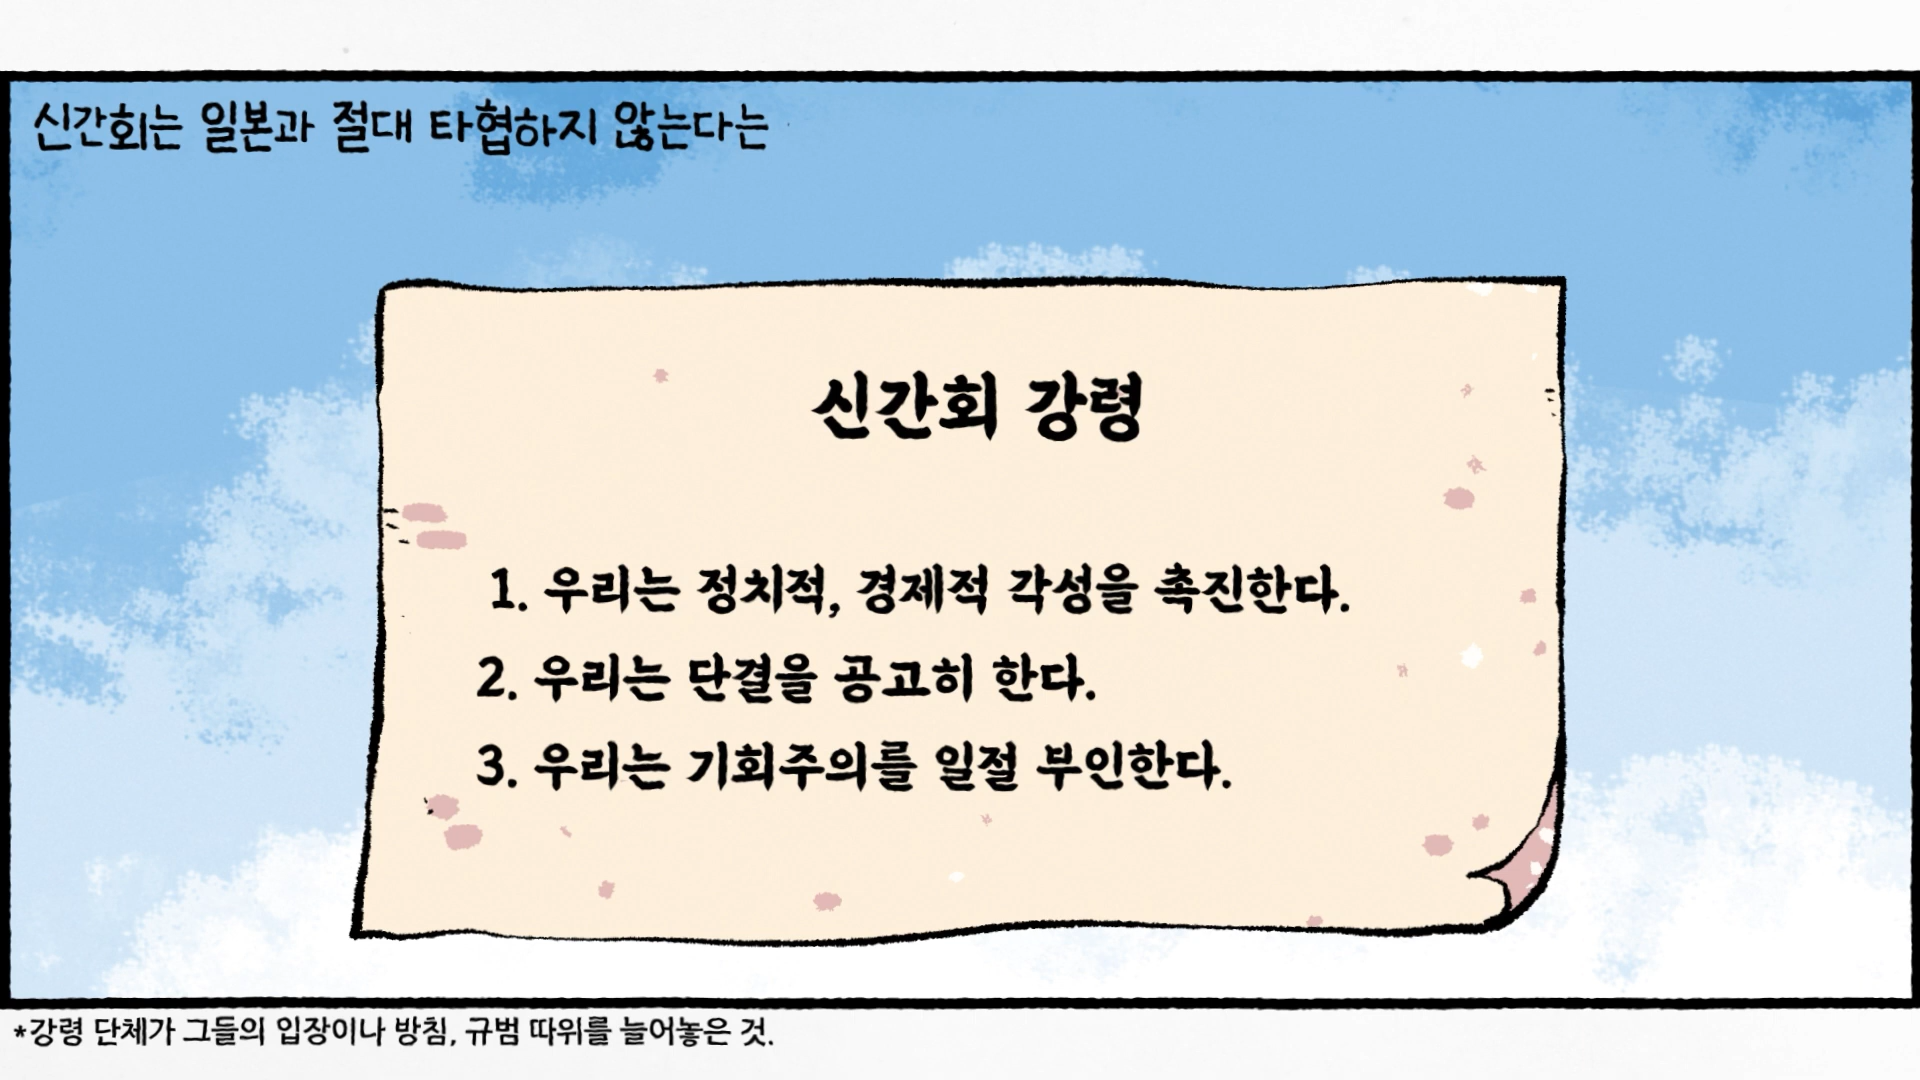 신간회는 일본과 절대 타협하지 않는다는
신간회 강령
1. 우리는 정치적, 경제적 각성을 촉진한다.
2. 우리는 단결을 공고히 한다.
3. 우리는 기회주의를 일절 부인한다.
*강령 단체가 그들의 입장이나 방침, 규범 따위를 늘어놓은 것.